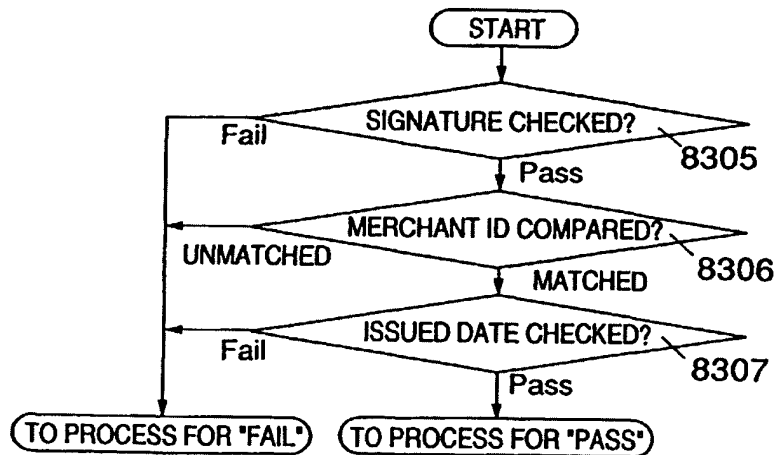 START
SIGNATURE CHECKED?
Fail
8305
Pass
MERCHANT ID COMPARED?
UNMATCHED
8306
MATCHED
ISSUED DATE CHECKED?
Fail
8307
Pass
TO PROCESS FOR "FAIL"
TO PROCESS FOR "PASS"